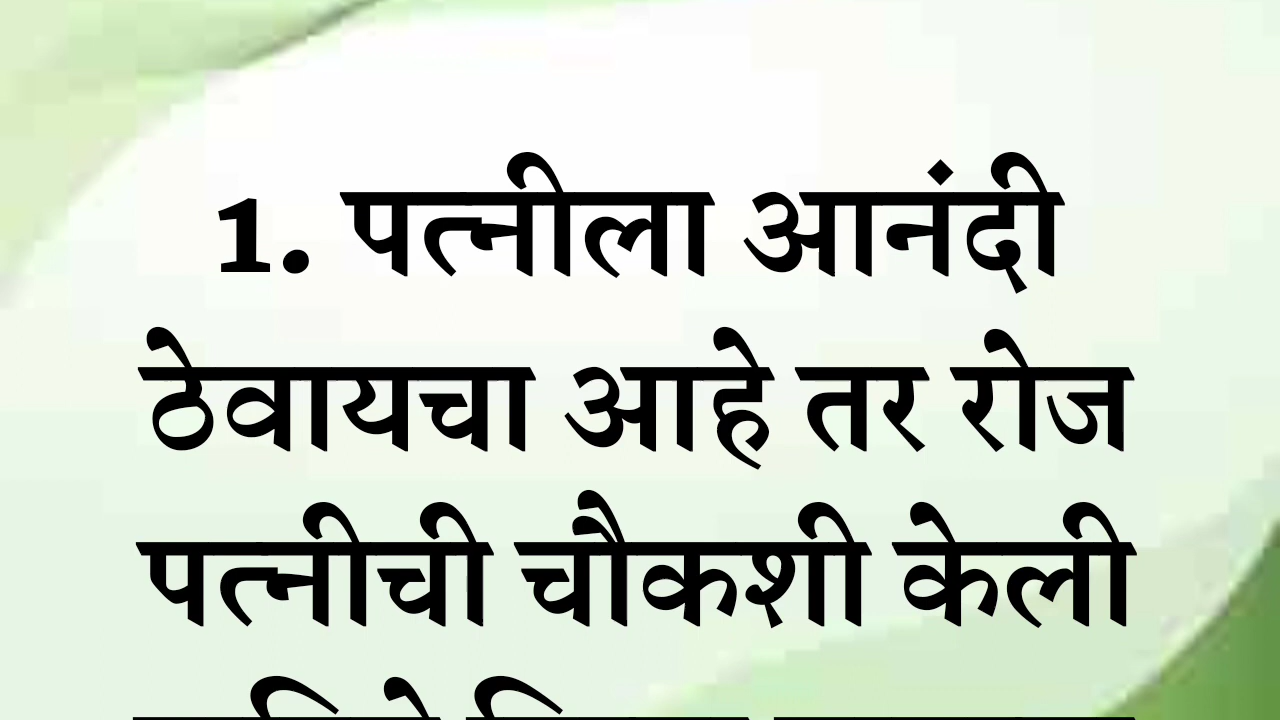 1. पत्नीला आनंदी
ठेवायचा आहे तर रोज
पत्नीची चौकशी केली